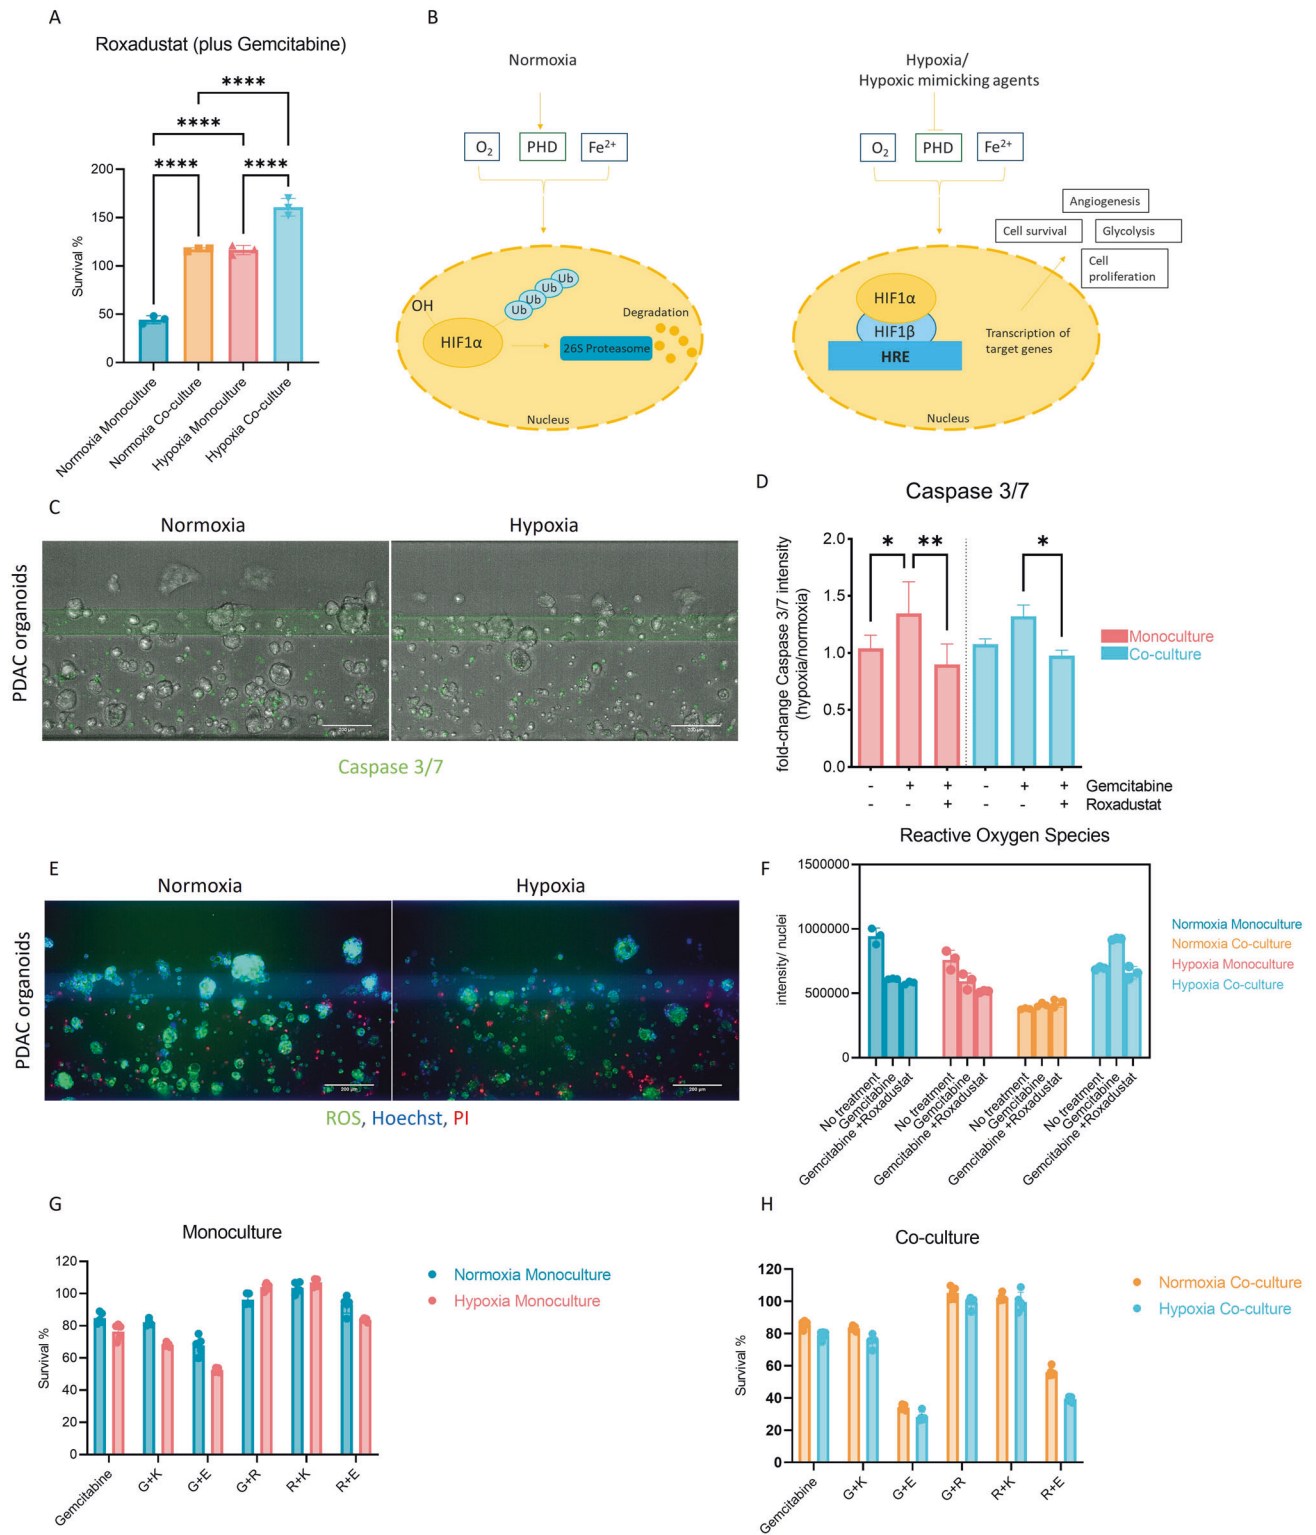 A
Roxadustat (plus Gemcitabine)
****
****
****
****
Survival %
200
150
100
50
0
Normoxia Monoculture
Normoxia Co-culture
Hypoxia Monoculture
Hypoxia Co-culture
B
Normoxia
O2
PHD
Fe2+
OH
HIF1α
Ub
Ub
Ub
Ub
26S Proteasome
Degradation
Nucleus
Hypoxia/
Hypoxic mimicking agents
O2
PHD
Fe2+
Angiogenesis
Cell survival
Glycolysis
Cell
proliferation
HIF1α
HIF1β
HRE
Transcription of
target genes
Nucleus
C
Normoxia
Hypoxia
PDAC organoids
200 µm
200 µm
Caspase 3/7
D
Caspase 3/7
fold-change Caspase 3/7 intensity
(hypoxia/normoxia)
2.0
1.5
1.0
0.5
0.0
*
**
*
Monoculture
Co-culture
- + + - + + Gemcitabine
- - + - - + Roxadustat
E
Normoxia
Hypoxia
PDAC organoids
200 µm
200 µm
ROS, Hoechst, PI
F
Reactive Oxygen Species
intensity/ nuclei
1500000
1000000
500000
0
No treatment
Gemcitabine
Gemcitabine +Roxadustat
No treatment
Gemcitabine
Gemcitabine +Roxadustat
No treatment
Gemcitabine
Gemcitabine +Roxadustat
No treatment
Gemcitabine
Gemcitabine +Roxadustat
Normoxia Monoculture
Normoxia Co-culture
Hypoxia Monoculture
Hypoxia Co-culture
G
Monoculture
Survival %
120
100
80
60
40
20
0
Gemcitabine
G+K
G+E
G+R
R+K
R+E
Normoxia Monoculture
Hypoxia Monoculture
H
Co-culture
Survival %
120
100
80
60
40
20
0
Gemcitabine
G+K
G+E
G+R
R+K
R+E
Normoxia Co-culture
Hypoxia Co-culture